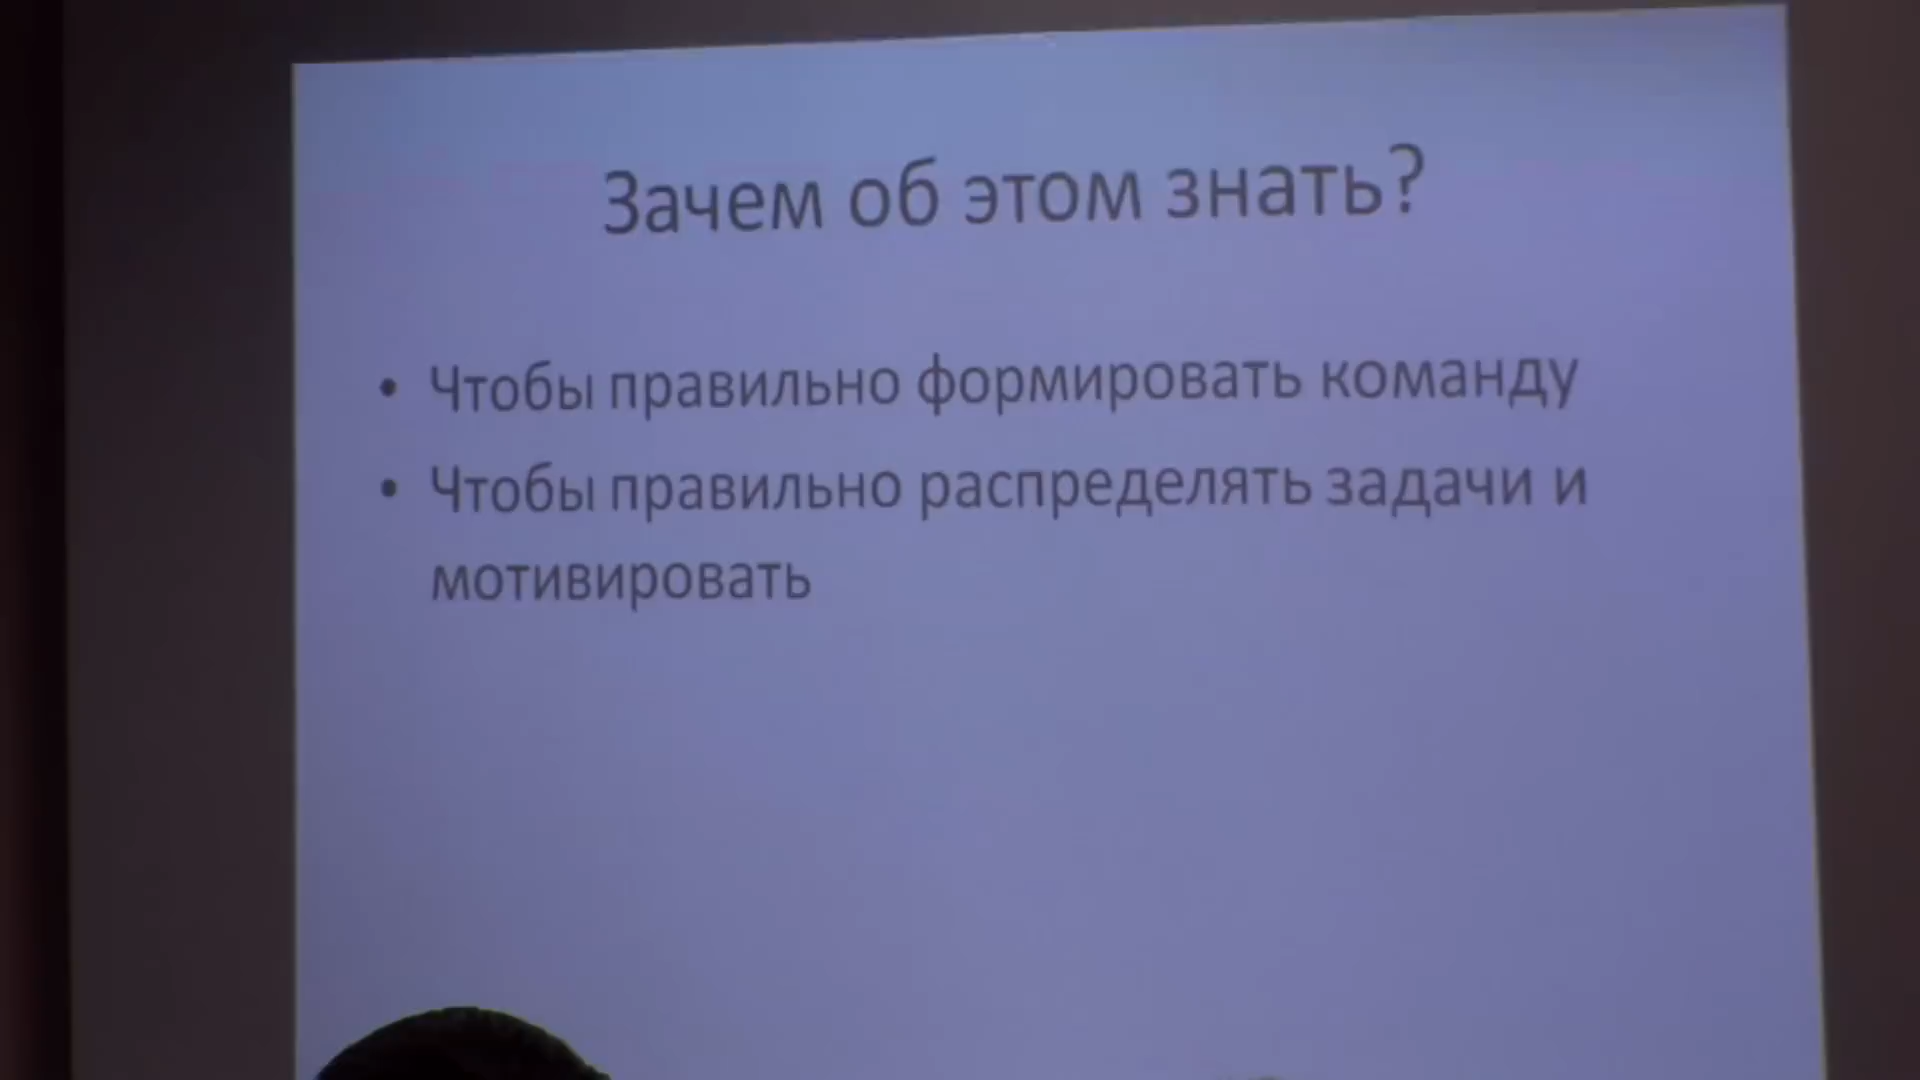 Зачем об этом знать?
• Чтобы правильно формировать команду
• Чтобы правильно распределять задачи и
мотивировать